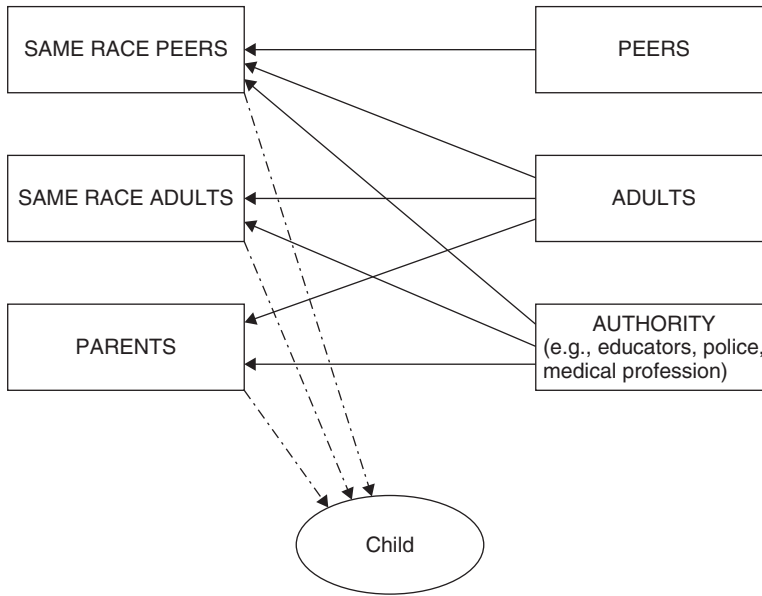 SAME RACE PEERS
PEERS
SAME RACE ADULTS
ADULTS
PARENTS
AUTHORITY
(e.g., educators, police,
medical profession)
Child